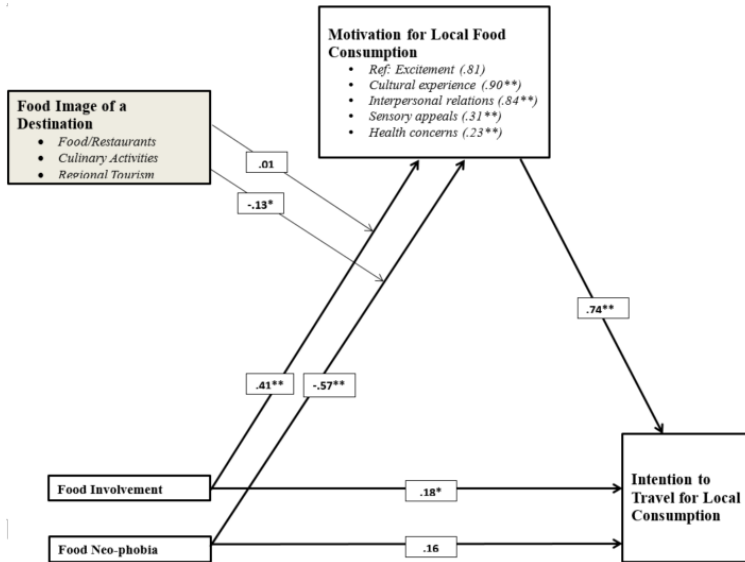 Motivation for Local Food
Consumption
• Ref: Excitement (.81)
• Cultural experience (.90**)
• Interpersonal relations (.84**)
• Sensory appeals (.31**)
• Health concerns (.23**)
Food Image of a
Destination
• Food/Restaurants
• Culinary Activities
• Regional Tourism
.01
-.13*
.74**
.41**
-.57**
Food Involvement
.18*
Intention to
Travel for Local
Consumption
Food Neo-phobia
.16